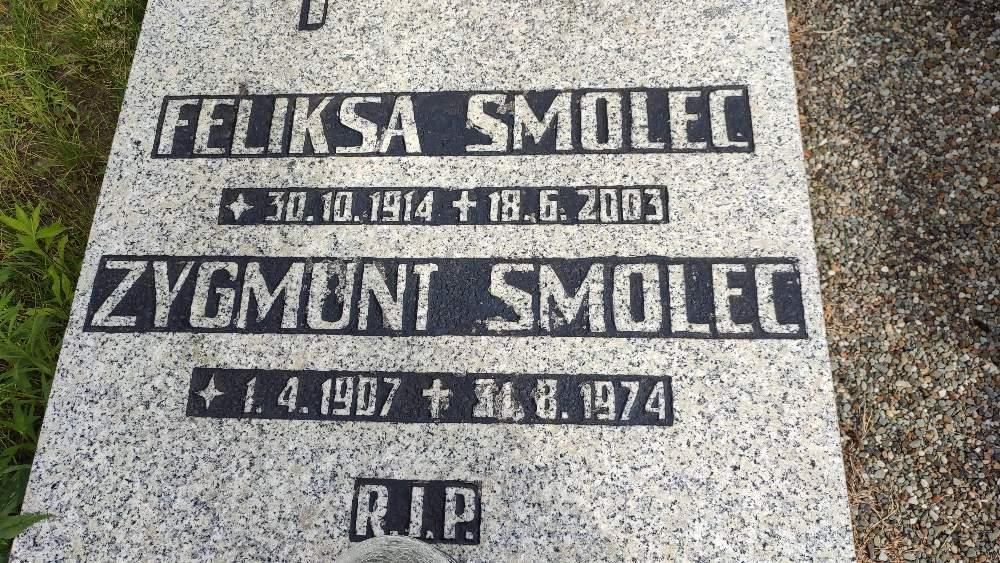 FELIKSA SMOLEC
30.10.1914 ✝ 18.6.2003
ZYGMUNT SMOLEC
1.4.1907 ✝ 31.8.1974
R.I.P.